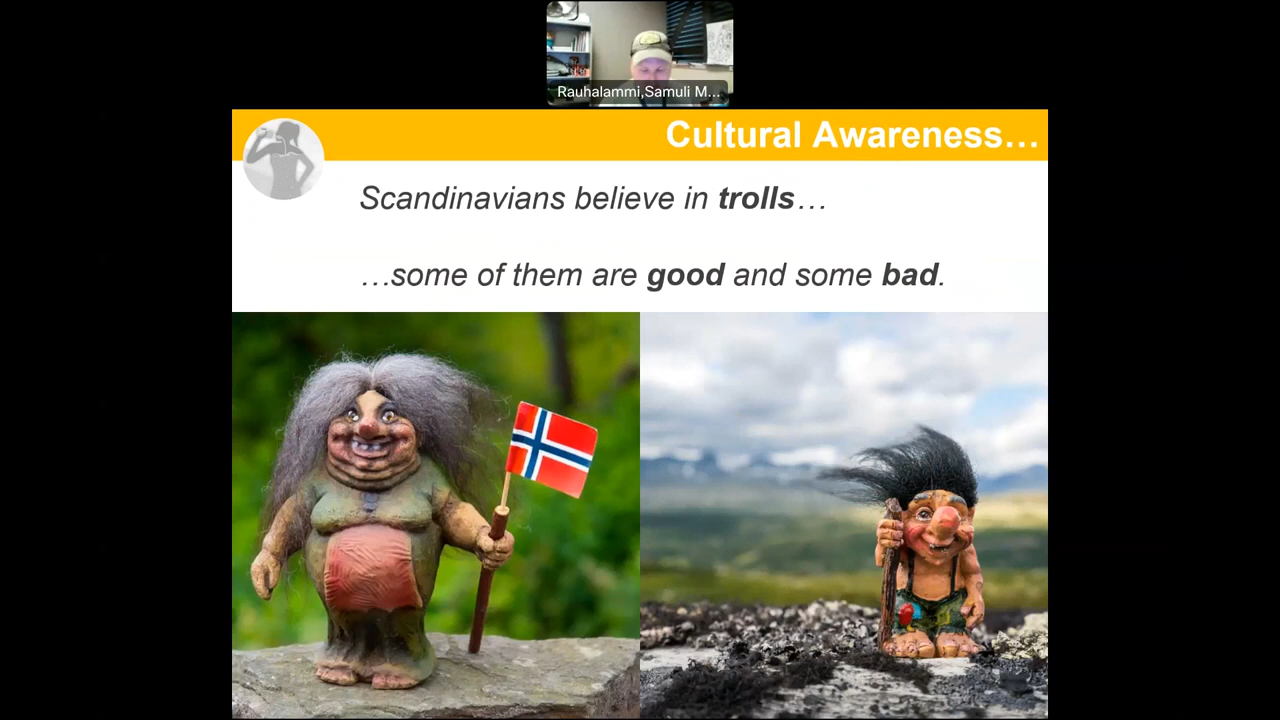 Rauhalammi,Samuli M...
Cultural Awareness…
Scandinavians believe in trolls…
…some of them are good and some bad.